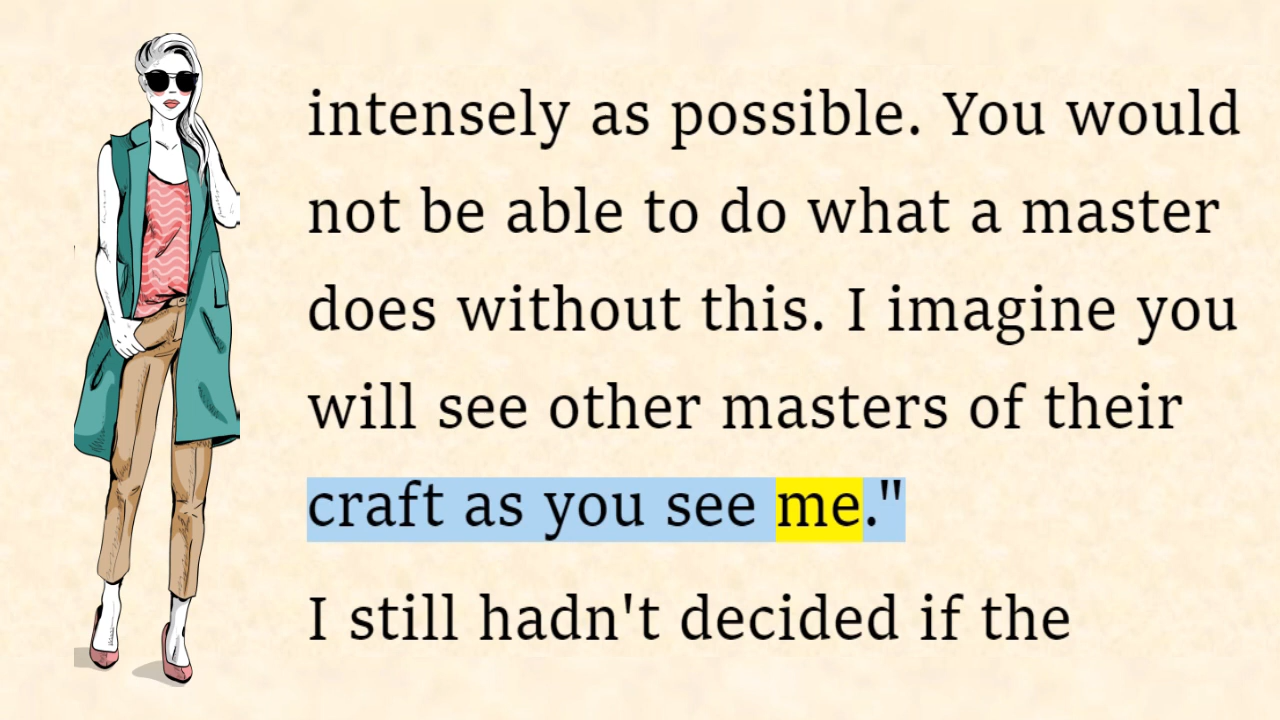 intensely as possible. You would
not be able to do what a master
does without this. I imagine you
will see other masters of their
craft as you see me."
I still hadn't decided if the